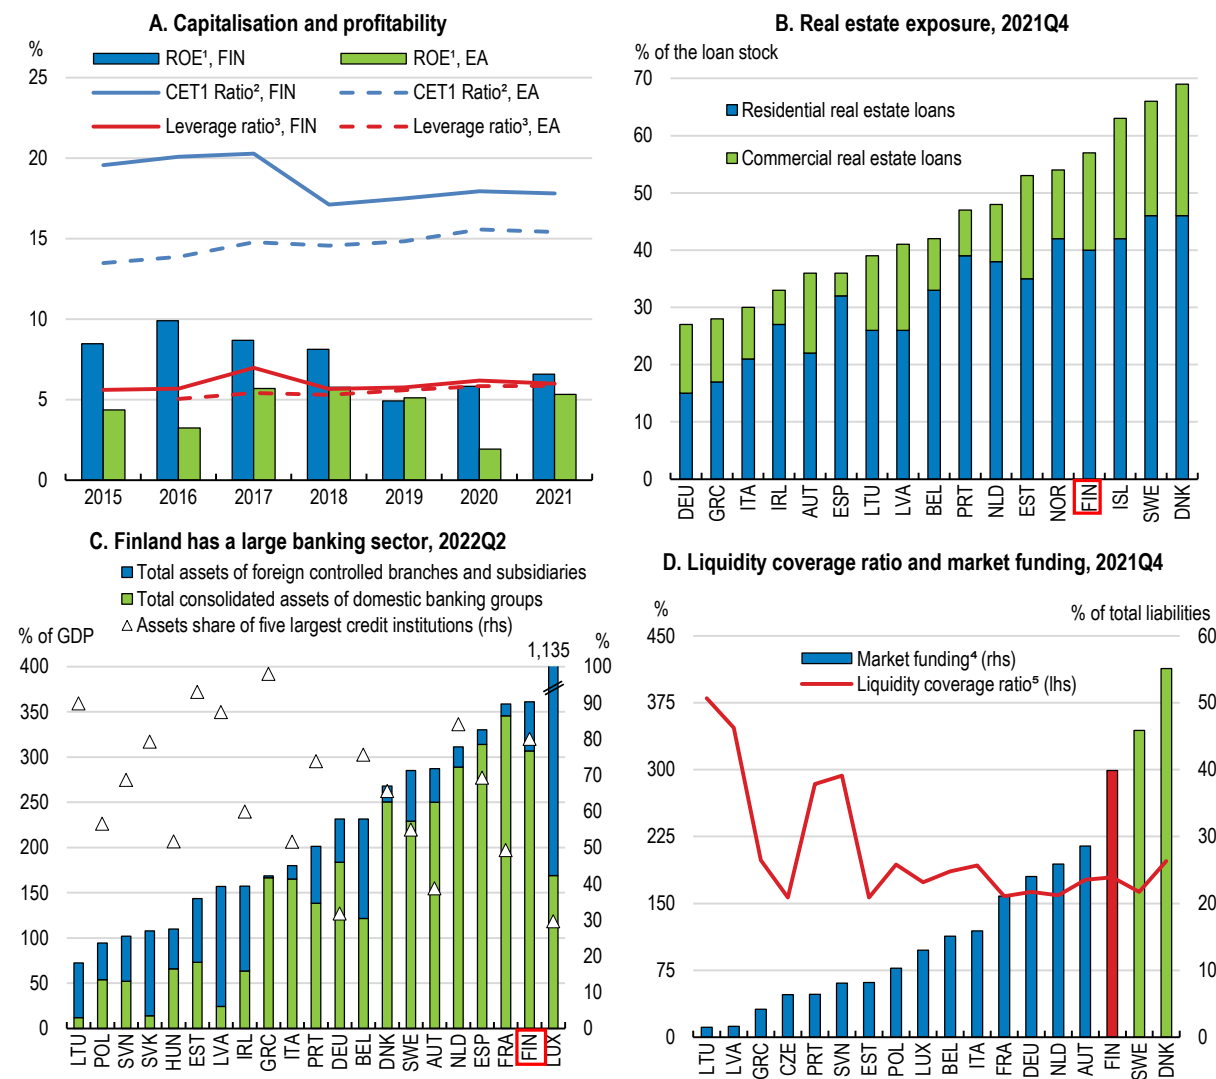 A. Capitalisation and profitability
%
ROE¹, FIN
ROE¹, EA
CET1 Ratio², FIN
CET1 Ratio², EA
Leverage ratio³, FIN
Leverage ratio³, EA
25
20
15
10
5
0
2015 2016 2017 2018 2019 2020 2021
B. Real estate exposure, 2021Q4
% of the loan stock
Residential real estate loans
Commercial real estate loans
70
60
50
40
30
20
10
0
DEU GRC ITA IRL AUT ESP LTU LVA BEL PRT NLD EST NOR FIN ISL SWE DNK
C. Finland has a large banking sector, 2022Q2
Total assets of foreign controlled branches and subsidiaries
Total consolidated assets of domestic banking groups
Assets share of five largest credit institutions (rhs)
% of GDP
%
1,135
400
350
300
250
200
150
100
50
0
100
90
80
70
60
50
40
30
20
10
0
LTU POL SVN SVK HUN EST LVA IRL GRC ITA PRT DEU BEL DNK SWE AUT NLD ESP FRA FIN LUX
D. Liquidity coverage ratio and market funding, 2021Q4
%
% of total liabilities
Market funding⁴ (rhs)
Liquidity coverage ratio⁵ (lhs)
450
375
300
225
150
75
0
60
50
40
30
20
10
0
LTU LVA GRC CZE PRT SVN EST POL LUX BEL ITA FRA DEU NLD AUT FIN SWE DNK